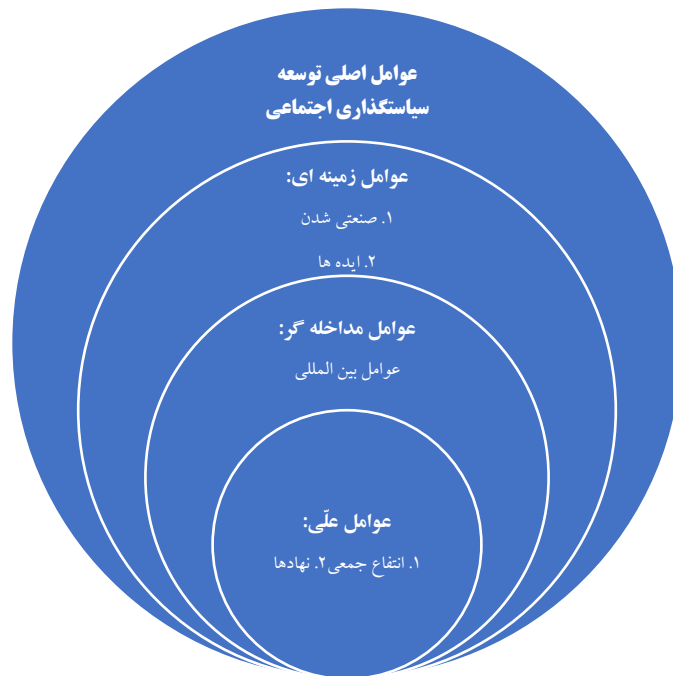 عوامل اصلی توسعه
سیاستگذاری اجتماعی
عوامل زمینه ای:
۱. صنعتی شدن
۲. ایده ها
عوامل مداخله گر:
عوامل بین المللی
عوامل علّی:
۱. انتفاع جمعی۲. نهادها